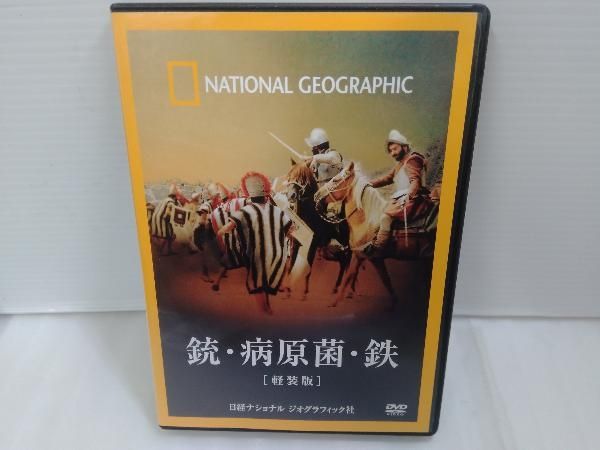 NATIONAL GEOGRAPHIC
銃・病原菌・鉄
[軽装版]
日経ナショナル ジオグラフィック社
DVD
VIDEO